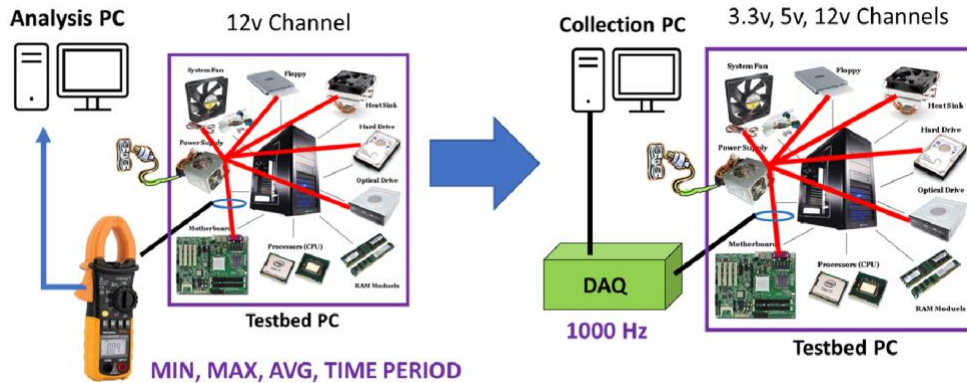 Analysis PC
12v Channel
System Fan
Floppy
Heat Sink
Hard Drive
Power Supply
Optical Drive
Motherboard
Processors (CPU)
RAM Moduels
Testbed PC
MIN, MAX, AVG, TIME PERIOD
Collection PC
3.3v, 5v, 12v Channels
System Fan
Floppy
Heat Sink
Hard Drive
Power Supply
Optical Drive
Motherboard
Processors (CPU)
RAM Moduels
DAQ
1000 Hz
Testbed PC